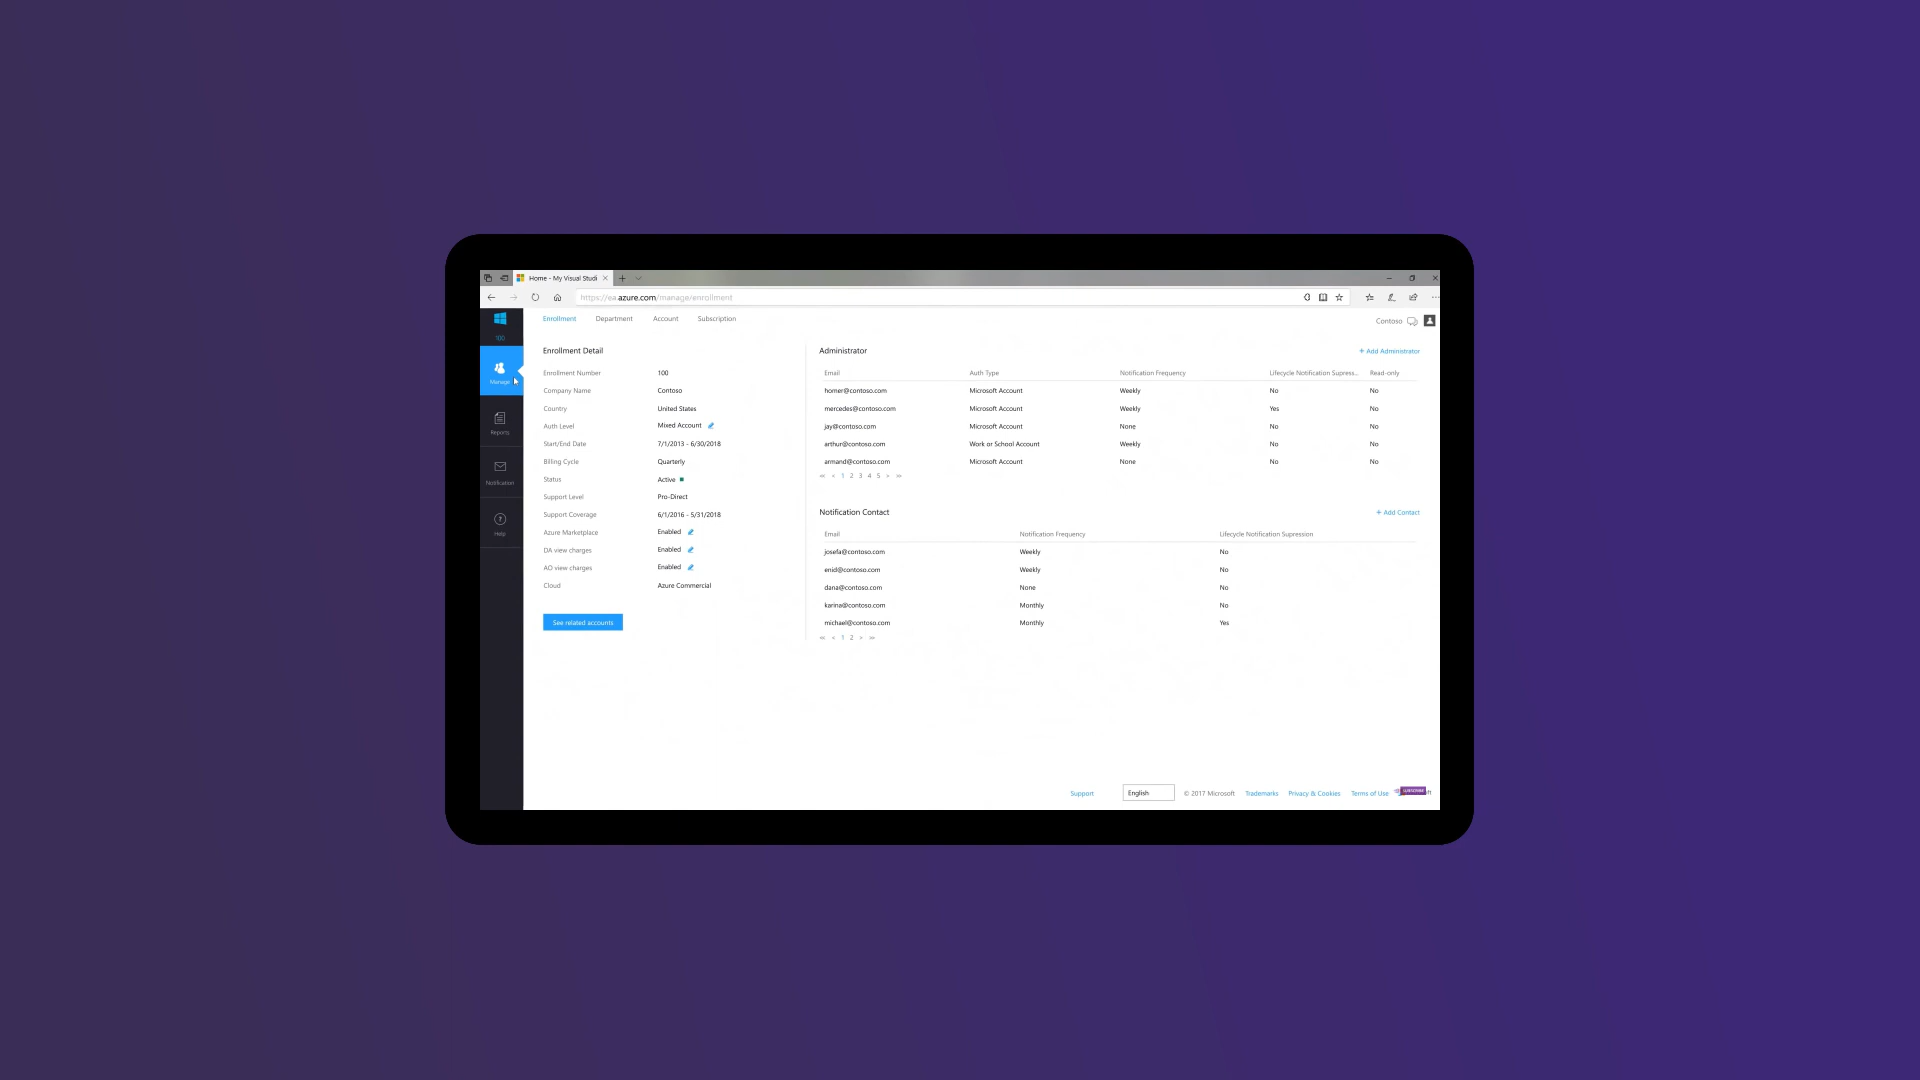 Home - My Visual Studi
https://ea.azure.com/manage/enrollment
100
Manage
Reports
Notification
Help
Enrollment Department Account Subscription
Contoso
Enrollment Detail
Enrollment Number 100
Company Name Contoso
Country United States
Auth Level Mixed Account
Start/End Date 7/1/2013 - 6/30/2018
Billing Cycle Quarterly
Status Active
Support Level Pro-Direct
Support Coverage 6/1/2016 - 5/31/2018
Azure Marketplace Enabled
DA view charges Enabled
AO view charges Enabled
Cloud Azure Commercial
See related accounts
Administrator + Add Administrator
Email Auth Type Notification Frequency Lifecycle Notification Supress... Read-only
homer@contoso.com Microsoft Account Weekly No No
mercedes@contoso.com Microsoft Account Weekly Yes No
jay@contoso.com Microsoft Account None No No
arthur@contoso.com Work or School Account Weekly No No
armand@contoso.com Microsoft Account None No No
<< < 1 2 3 4 5 > >>
Notification Contact + Add Contact
Email Notification Frequency Lifecycle Notification Supression
josefa@contoso.com Weekly No
enid@contoso.com Weekly No
dana@contoso.com None No
karina@contoso.com Monthly No
michael@contoso.com Monthly Yes
<< < 1 2 > >>
Support English © 2017 Microsoft Trademarks Privacy & Cookies Terms of Use SUBSCRIBE